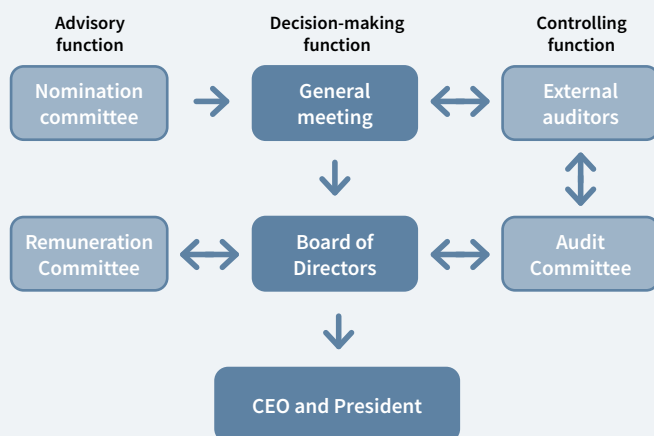 Advisory
function
Decision-making
function
Controlling
function
Nomination
committee
General
meeting
External
auditors
Remuneration
Committee
Board of
Directors
Audit
Committee
CEO and President